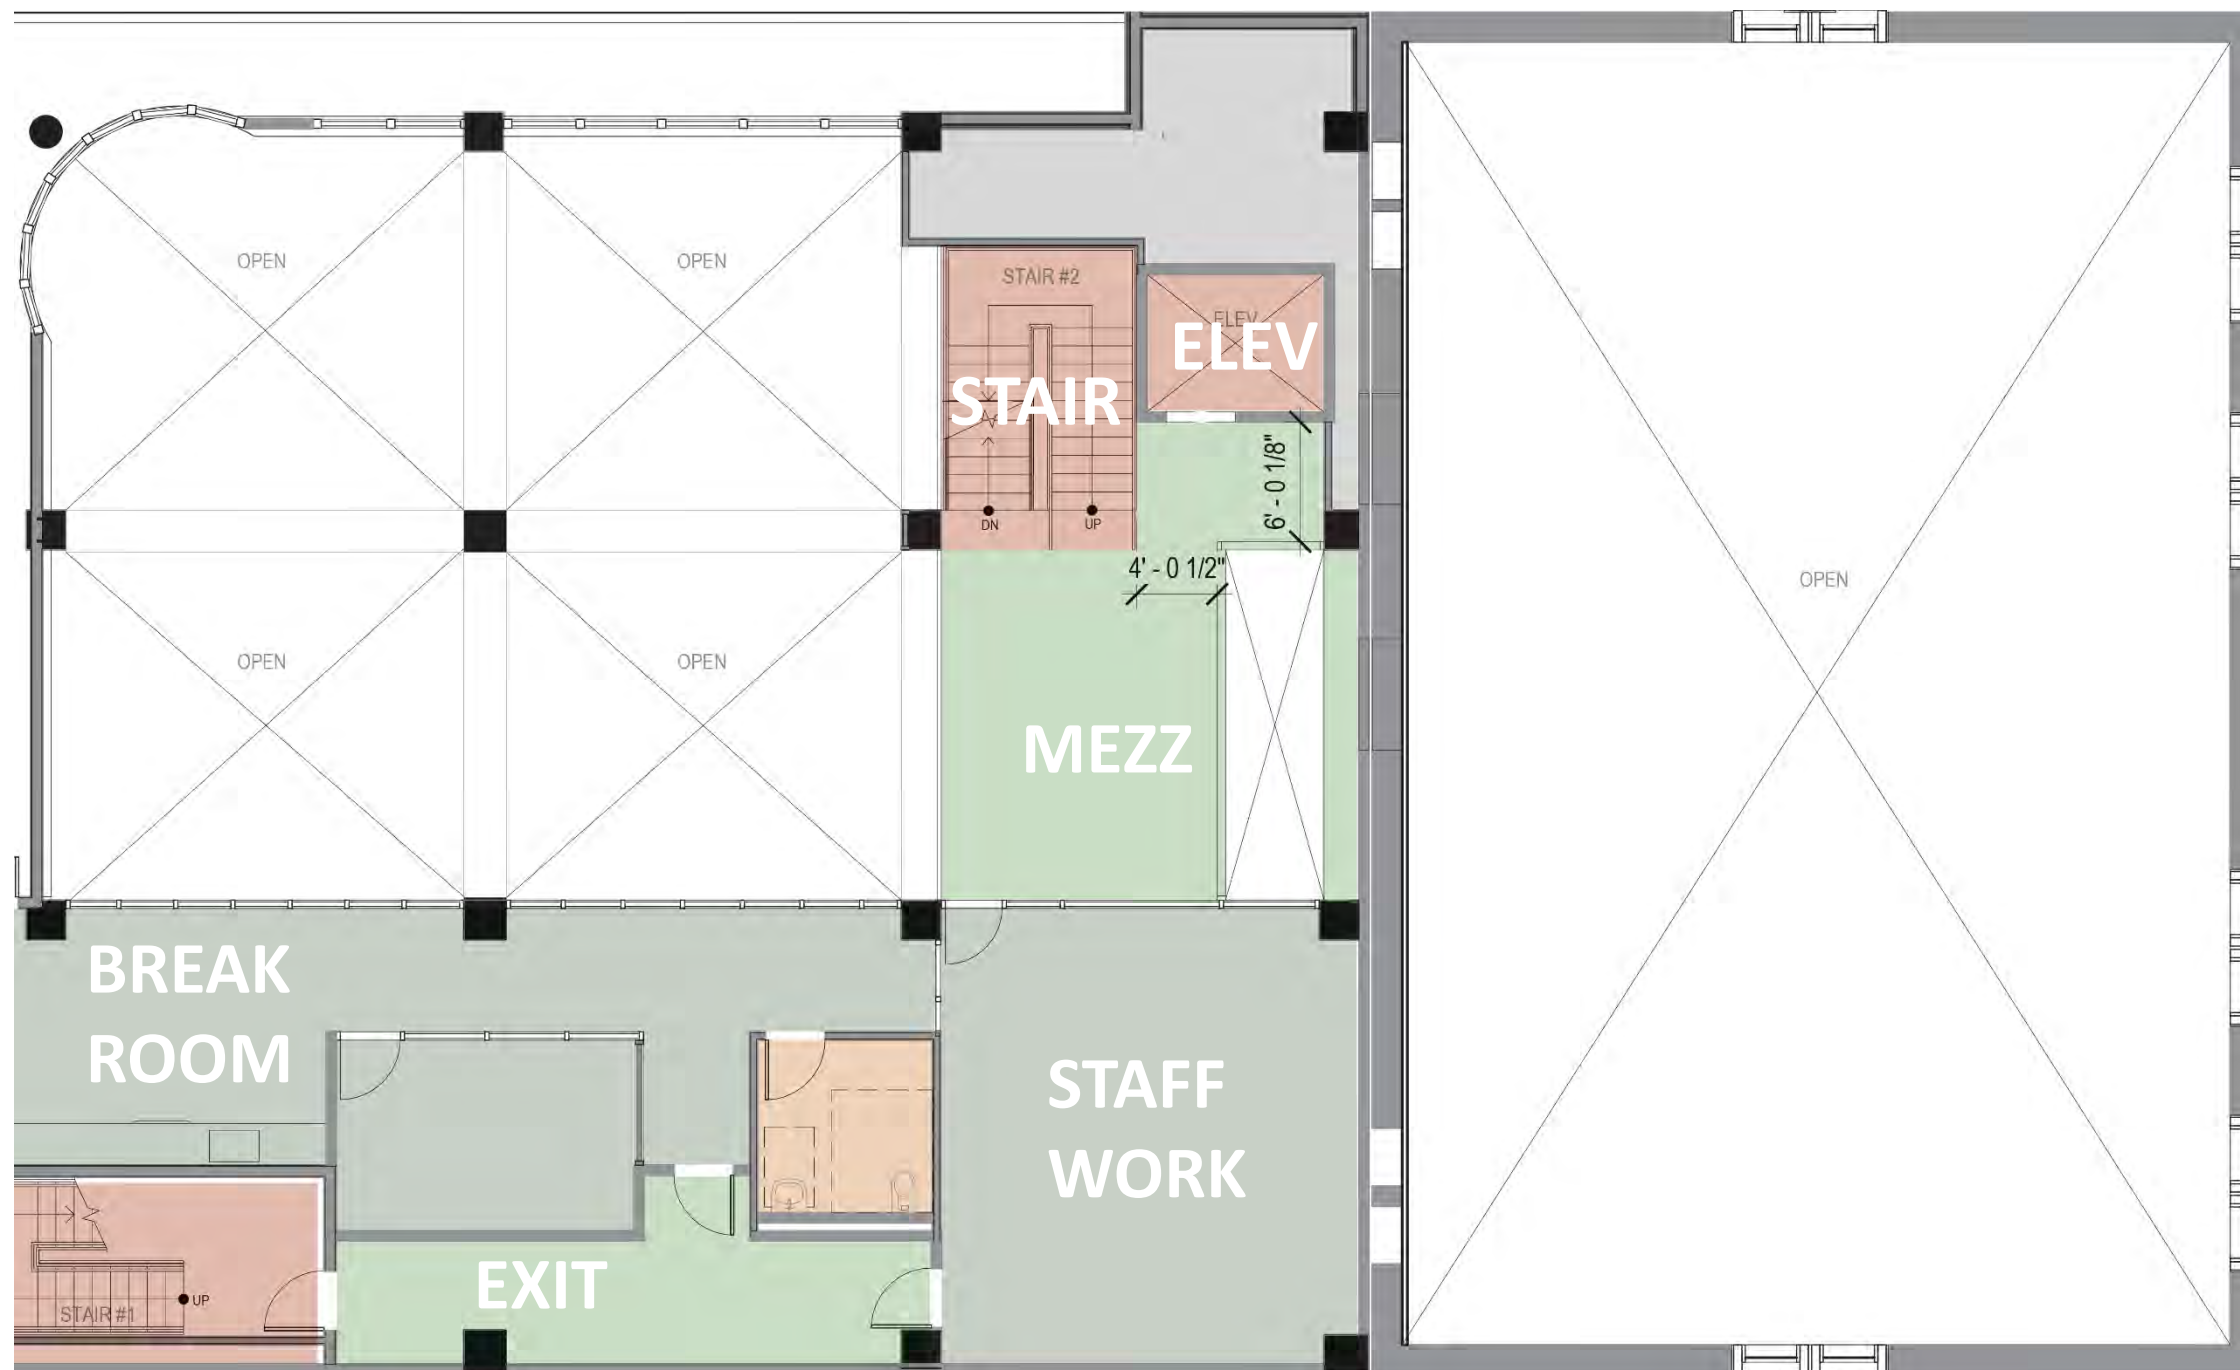 OPEN
OPEN
STAIR #2
ELEV
ELEV
STAIR
6' - 0 1/8"
DN
UP
4' - 0 1/2"
OPEN
OPEN
OPEN
MEZZ
BREAK
ROOM
STAFF
WORK
EXIT
UP
STAIR #1